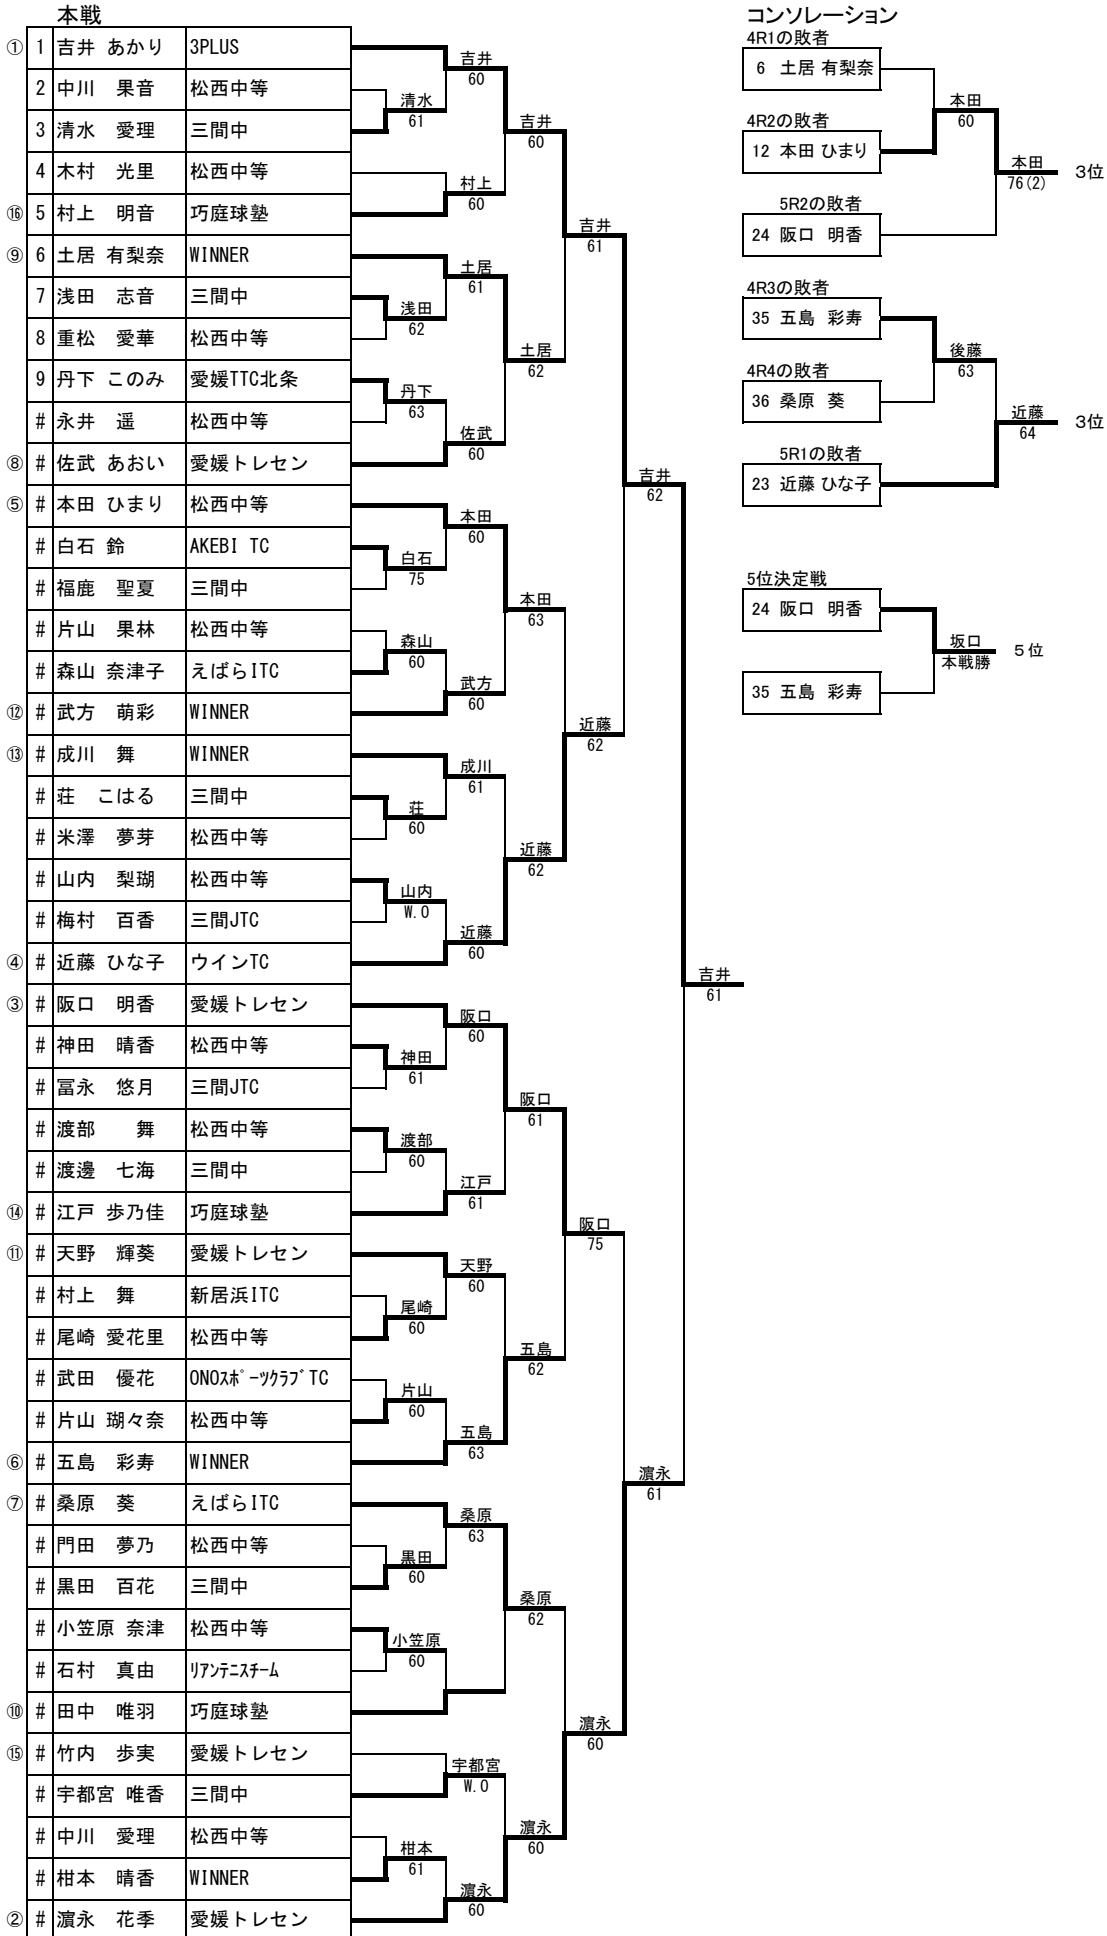 本戦
① 1 吉井 あかり 3PLUS
2 中川 果音 松西中等
3 清水 愛理 三間中
4 木村 光里 松西中等
⑯ 5 村上 明音 巧庭球塾
⑨ 6 土居 有梨奈 WINNER
7 浅田 志音 三間中
8 重松 愛華 松西中等
9 丹下 このみ 愛媛TTC北条
# 永井 遥 松西中等
⑧ # 佐武 あおい 愛媛トレセン
⑤ # 本田 ひまり 松西中等
# 白石 鈴 AKEBI TC
# 福鹿 聖夏 三間中
# 片山 果林 松西中等
# 森山 奈津子 えばらITC
⑫ # 武方 萌彩 WINNER
⑬ # 成川 舞 WINNER
# 荘 こはる 三間中
# 米澤 夢芽 松西中等
# 山内 梨瑚 松西中等
# 梅村 百香 三間JTC
④ # 近藤 ひな子 ウインTC
③ # 阪口 明香 愛媛トレセン
# 神田 晴香 松西中等
# 冨永 悠月 三間JTC
# 渡部 舞 松西中等
# 渡邊 七海 三間中
⑭ # 江戸 歩乃佳 巧庭球塾
⑪ # 天野 輝葵 愛媛トレセン
# 村上 舞 新居浜ITC
# 尾崎 愛花里 松西中等
# 武田 優花 ONOｽﾎﾟｰﾂｸﾗﾌﾞTC
# 片山 瑚々奈 松西中等
⑥ # 五島 彩寿 WINNER
⑦ # 桑原 葵 えばらITC
# 門田 夢乃 松西中等
# 黒田 百花 三間中
# 小笠原 奈津 松西中等
# 石村 真由 ﾘｱﾝﾃﾆｽﾁｰﾑ
⑩ # 田中 唯羽 巧庭球塾
⑮ # 竹内 歩実 愛媛トレセン
# 宇都宮 唯香 三間中
# 中川 愛理 松西中等
# 柑本 晴香 WINNER
② # 濵永 花季 愛媛トレセン
清水
61
浅田
62
丹下
63
白石
75
森山
60
荘
60
山内
W.O
神田
61
渡部
60
尾崎
60
片山
60
黒田
60
小笠原
60
柑本
61
吉井
60
村上
60
土居
61
佐武
60
本田
60
武方
60
成川
61
近藤
60
阪口
60
江戸
61
天野
60
五島
63
桑原
63
宇都宮
W.O
濵永
60
吉井
60
土居
62
本田
63
近藤
62
阪口
61
五島
62
桑原
62
濵永
60
吉井
61
近藤
62
阪口
75
濵永
60
吉井
62
濵永
61
吉井
61
コンソレーション
4R1の敗者
6 土居 有梨奈
4R2の敗者
12 本田 ひまり
5R2の敗者
24 阪口 明香
本田
60
本田
76(2)
3位
4R3の敗者
35 五島 彩寿
4R4の敗者
36 桑原 葵
5R1の敗者
23 近藤 ひな子
後藤
63
近藤
64
3位
5位決定戦
24 阪口 明香
35 五島 彩寿
坂口
本戦勝
５位